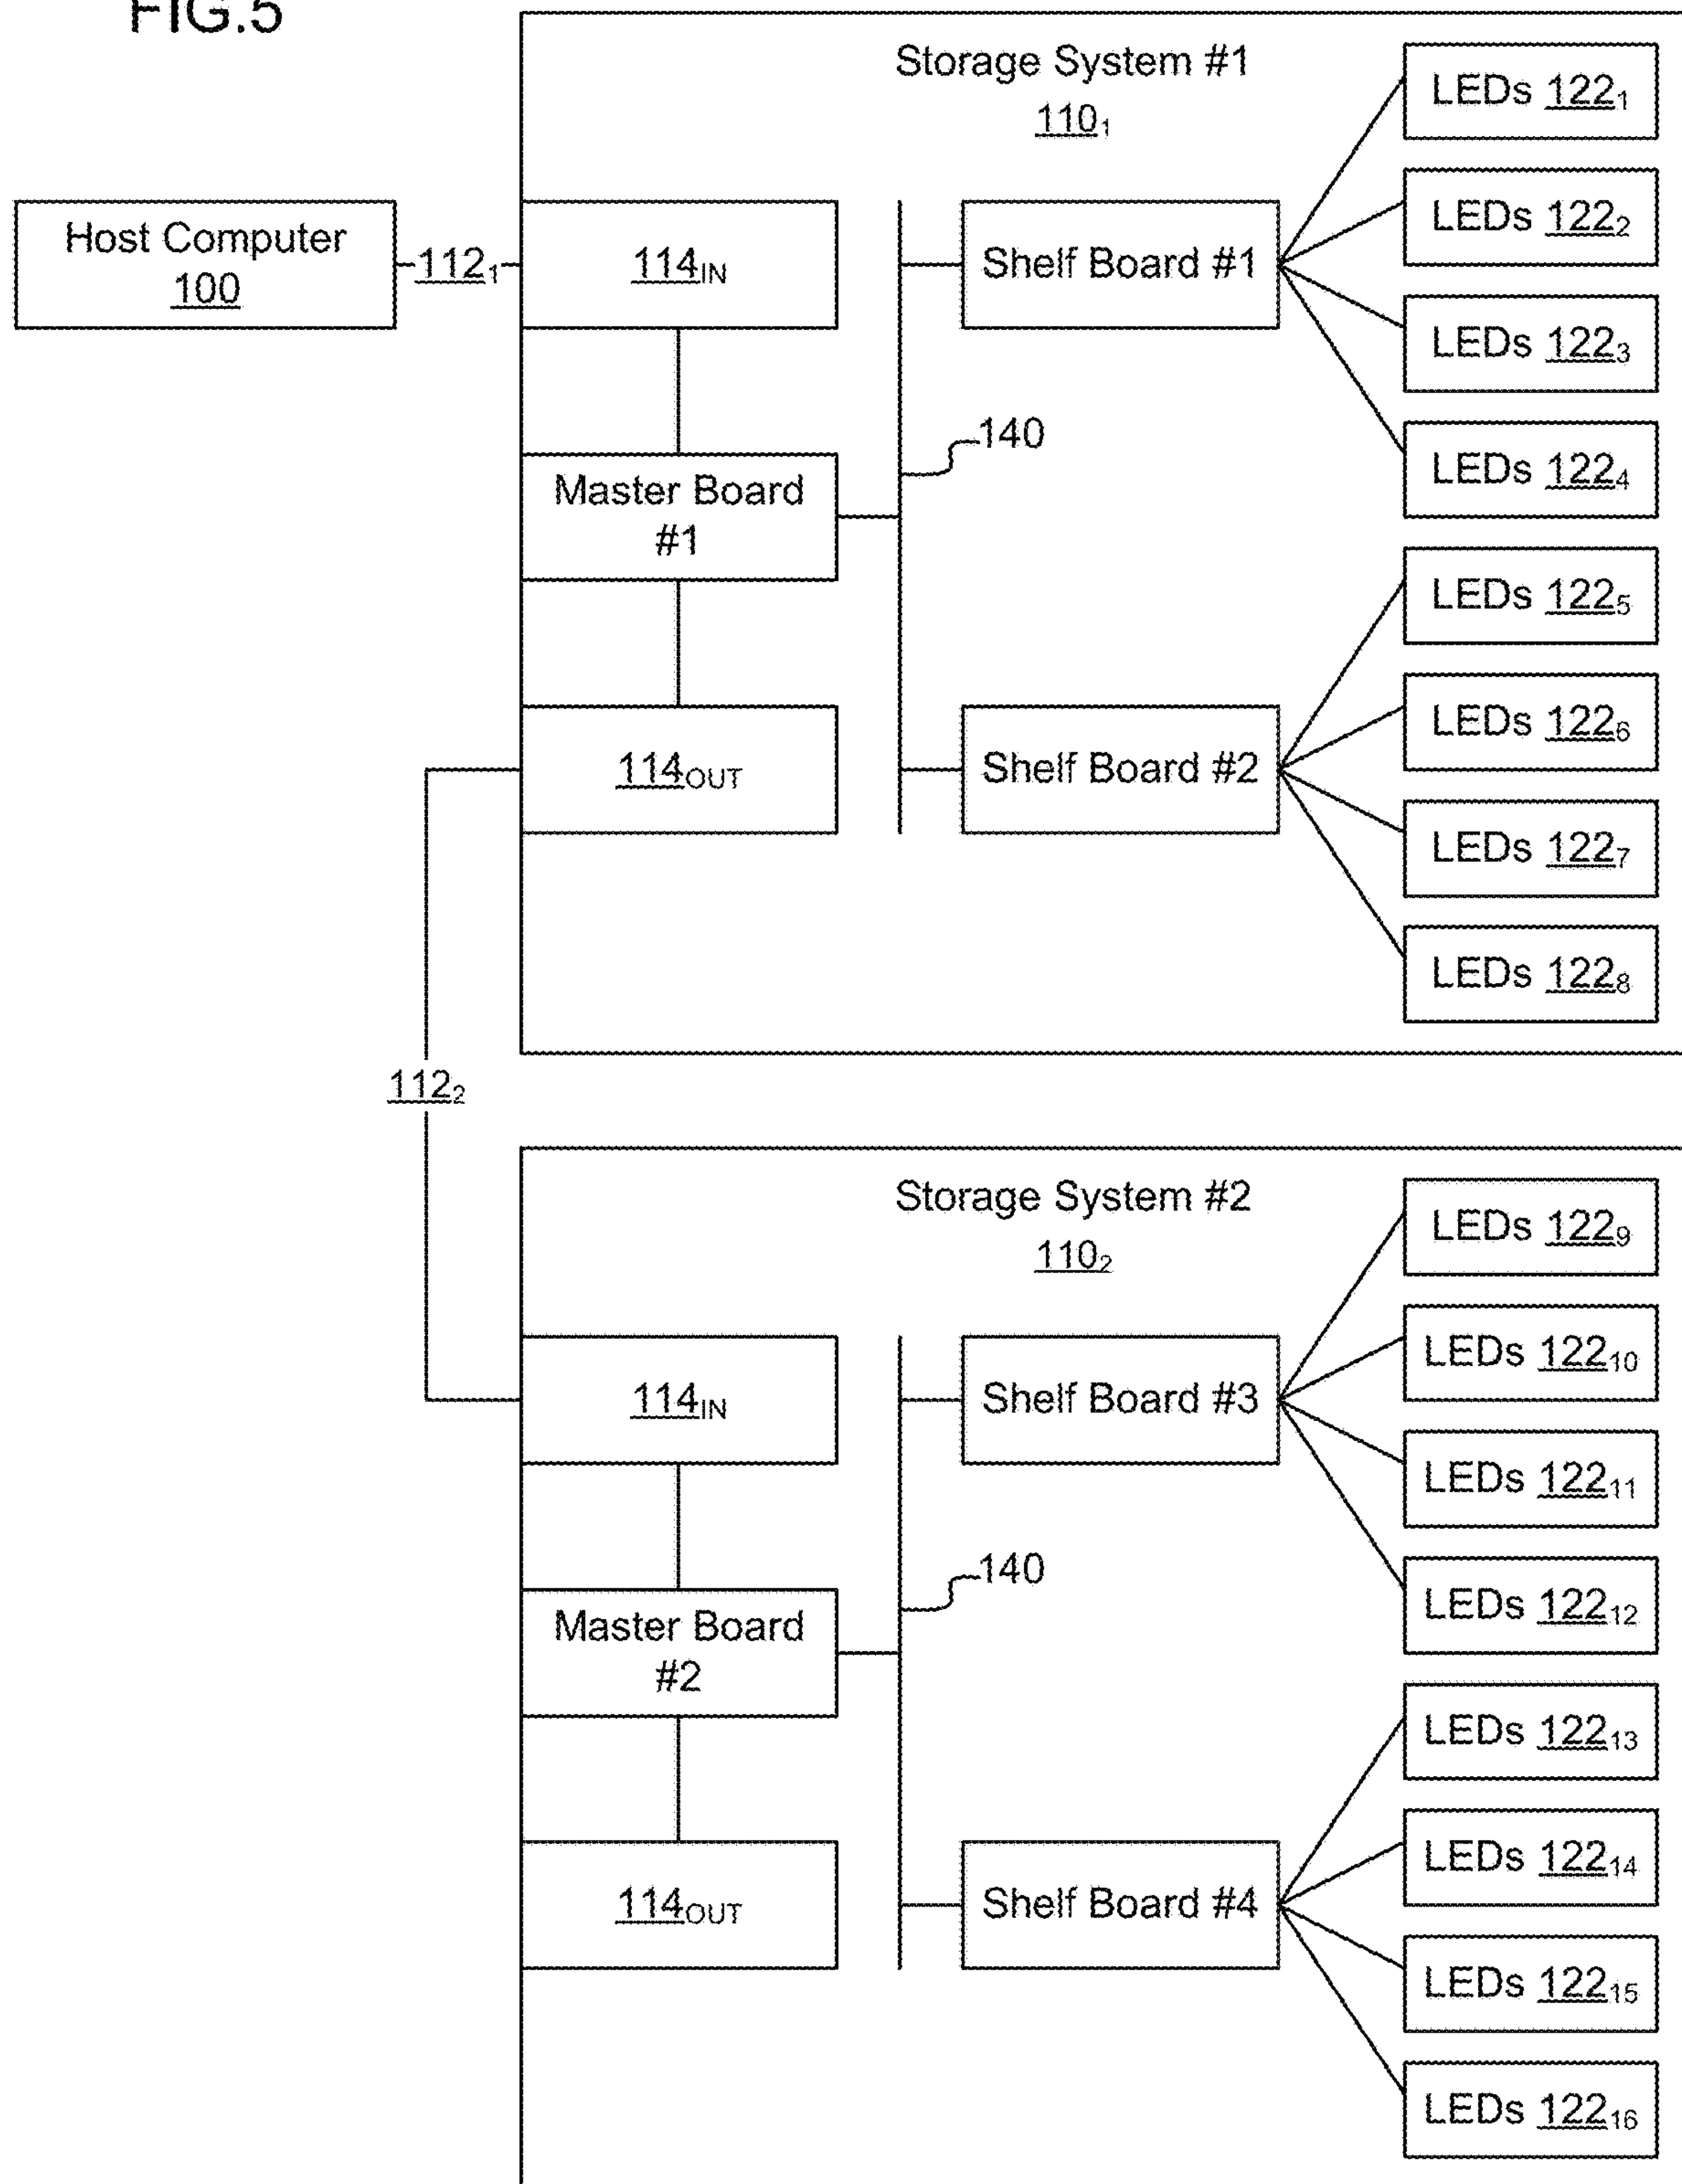 FIG.5
Storage System #1
110₁
LEDs 122₁
LEDs 122₂
Host Computer
100
112₁
114IN
Shelf Board #1
LEDs 122₃
140
LEDs 122₄
Master Board
#1
LEDs 122₅
LEDs 122₆
114OUT
Shelf Board #2
LEDs 122₇
LEDs 122₈
112₂
Storage System #2
110₂
LEDs 122₉
LEDs 122₁₀
114IN
Shelf Board #3
LEDs 122₁₁
140
LEDs 122₁₂
Master Board
#2
LEDs 122₁₃
LEDs 122₁₄
114OUT
Shelf Board #4
LEDs 122₁₅
LEDs 122₁₆